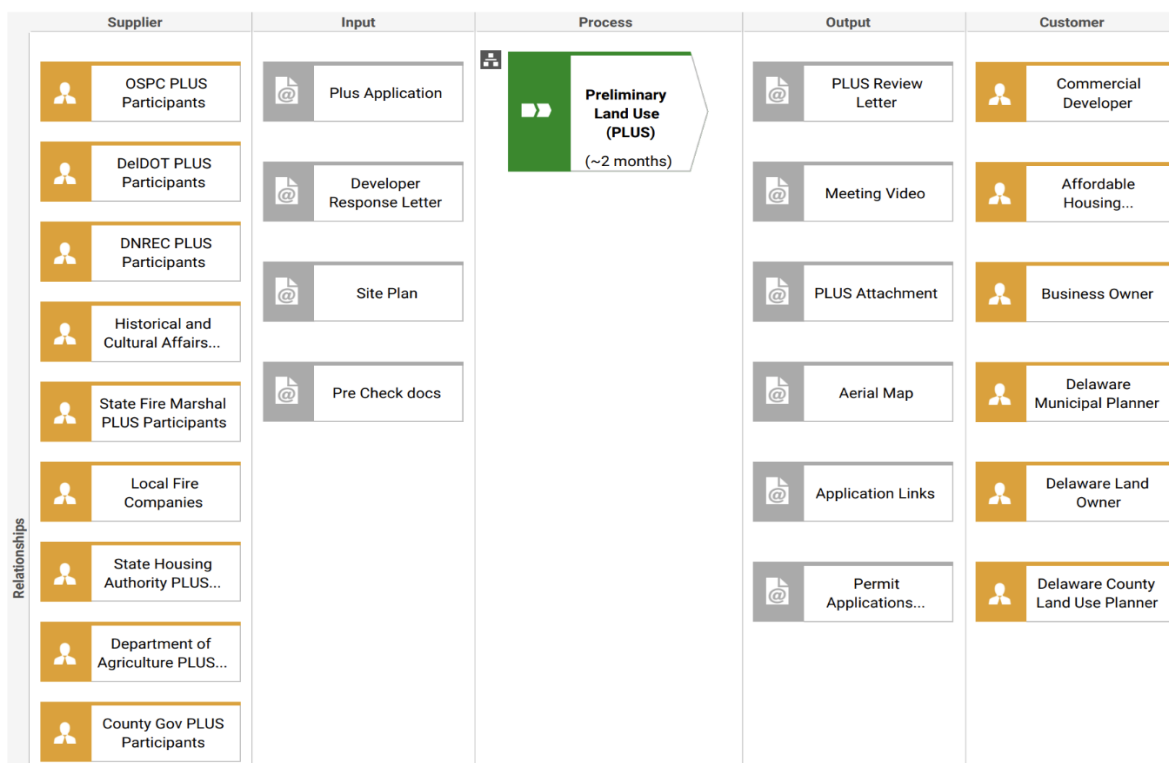 Supplier
Input
Process
Output
Customer
Relationships
OSPC PLUS
Participants
DelDOT PLUS
Participants
DNREC PLUS
Participants
Historical and
Cultural Affairs...
State Fire Marshal
PLUS Participants
Local Fire
Companies
State Housing
Authority PLUS...
Department of
Agriculture PLUS...
County Gov PLUS
Participants
Plus Application
Developer
Response Letter
Site Plan
Pre Check docs
Preliminary
Land Use
(PLUS)
(~2 months)
PLUS Review
Letter
Meeting Video
PLUS Attachment
Aerial Map
Application Links
Permit
Applications...
Commercial
Developer
Affordable
Housing...
Business Owner
Delaware
Municipal Planner
Delaware Land
Owner
Delaware County
Land Use Planner